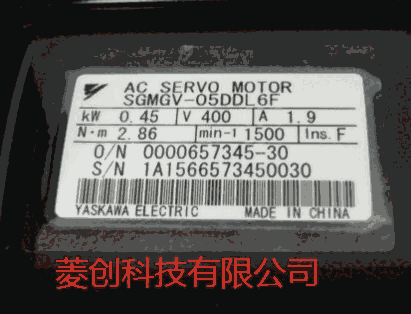 AC SERVO MOTOR
SGMGV-05DDL6F
kW 0.45 V 400 A 1.9
N·m 2.86 min-1 1500 Ins. F
O/N 0000657345-30
S/N 1A1566573450030
YASKAWA ELECTRIC MADE IN CHINA
菱创科技有限公司